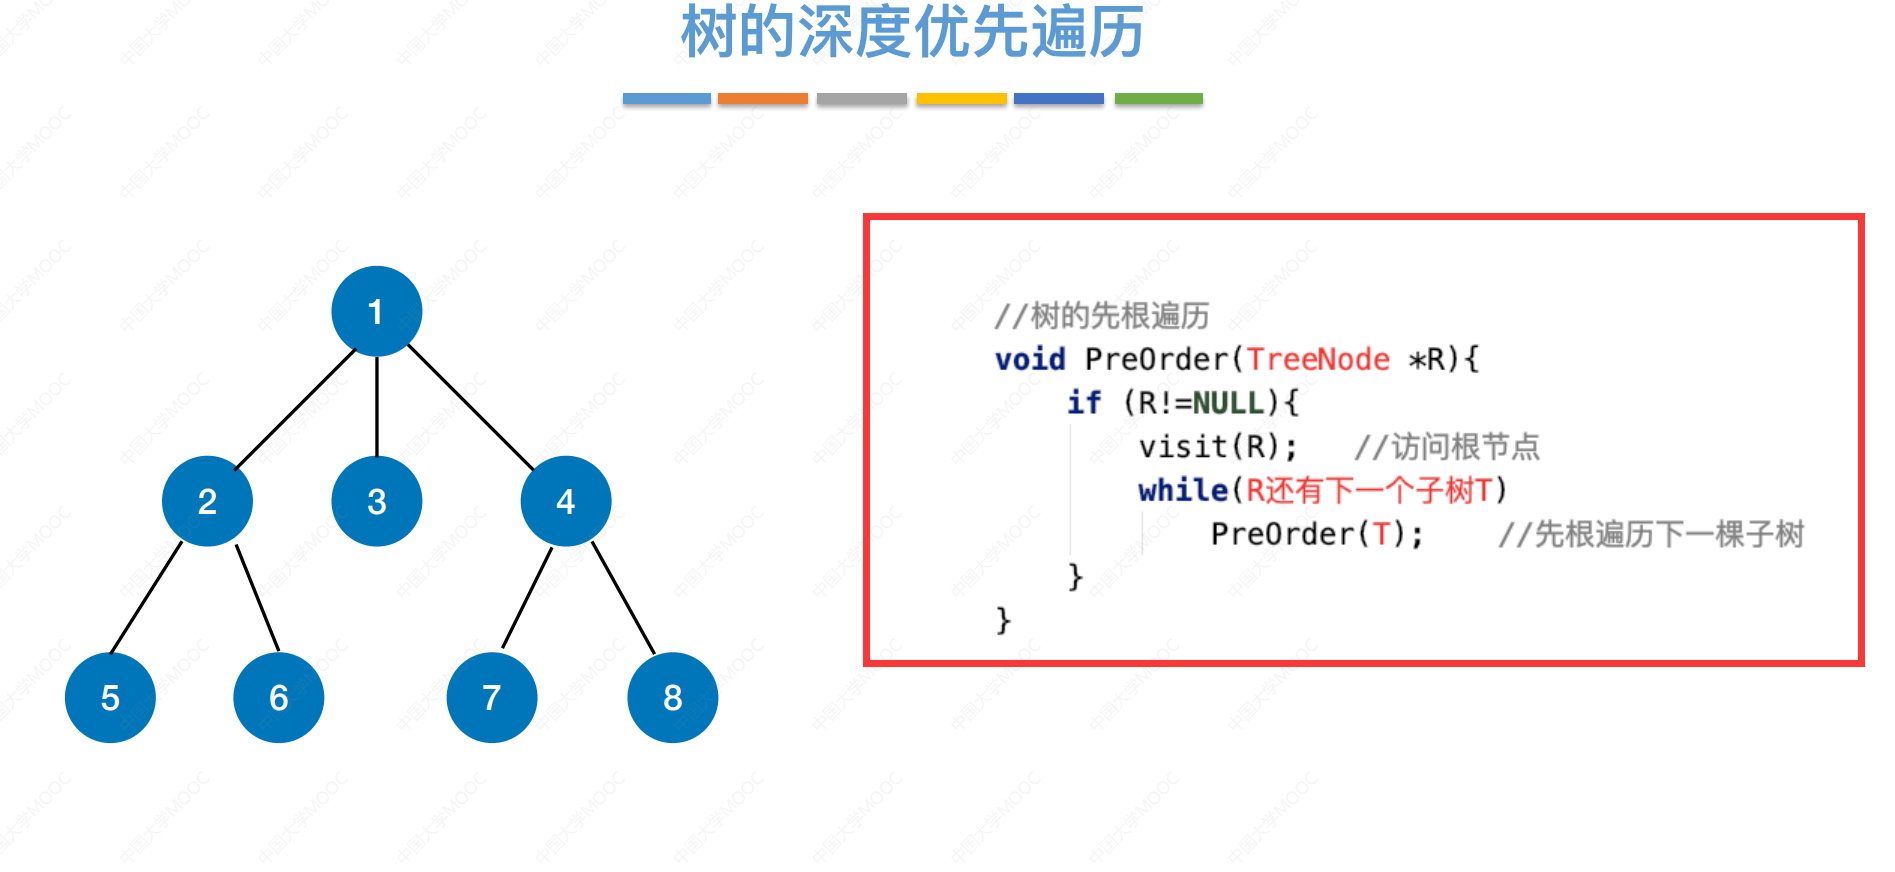 树的深度优先遍历
1
2 3 4
5 6 7 8
//树的先根遍历
void PreOrder(TreeNode *R){
if (R!=NULL){
visit(R); //访问根节点
while(R还有下一个子树T)
PreOrder(T); //先根遍历下一棵子树
}
}
中国大学MOOC